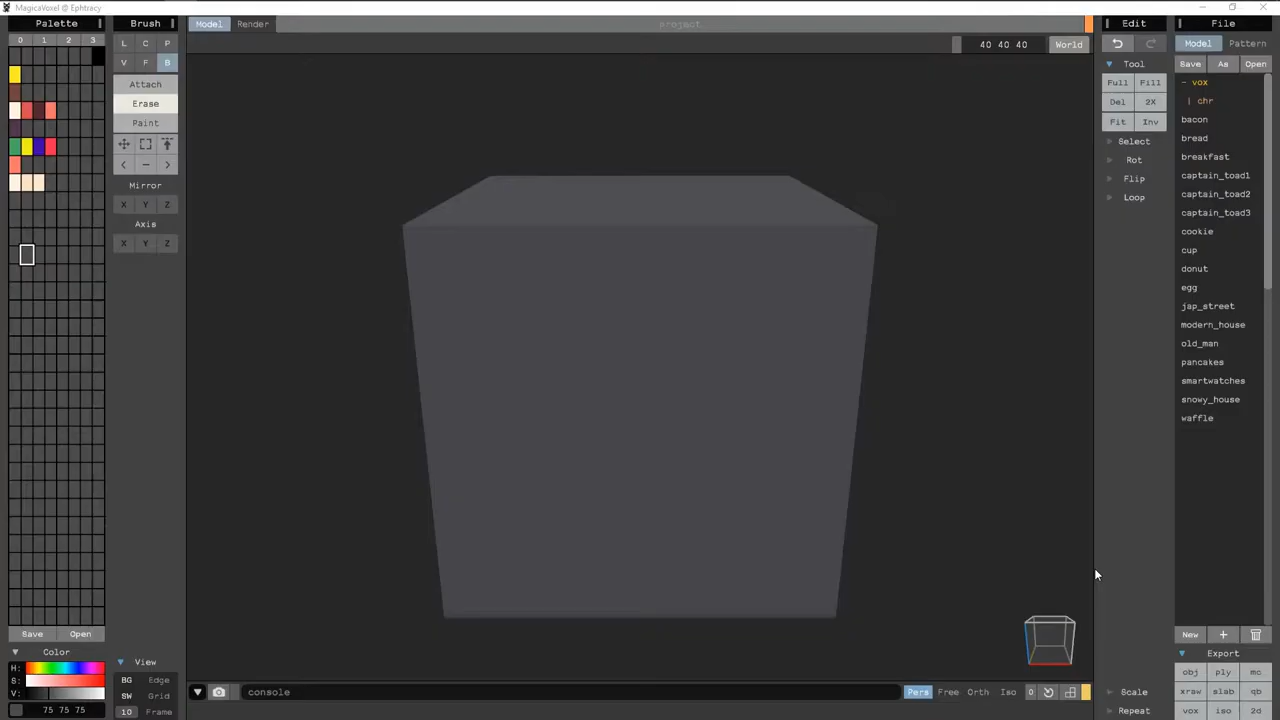 MagicaVoxel @ Ephtracy
Palette
0 1 2 3
Save Open
Color
H:
S:
V:
75 75 75
Brush
L C P
V F B
Attach
Erase
Paint
< – >
Mirror
X Y Z
Axis
X Y Z
View
BG Edge
SW Grid
10 Frame
Model Render
project
40 40 40 World
console
Pers Free Orth Iso 0
Edit
Tool
Full Fill
Del 2X
Fit Inv
Select
Rot
Flip
Loop
Scale
Repeat
File
Model Pattern
Save As Open
- vox
| chr
bacon
bread
breakfast
captain_toad1
captain_toad2
captain_toad3
cookie
cup
donut
egg
jap_street
modern_house
old_man
pancakes
smartwatches
snowy_house
waffle
New +
Export
obj ply mc
xraw slab qb
vox iso 2d